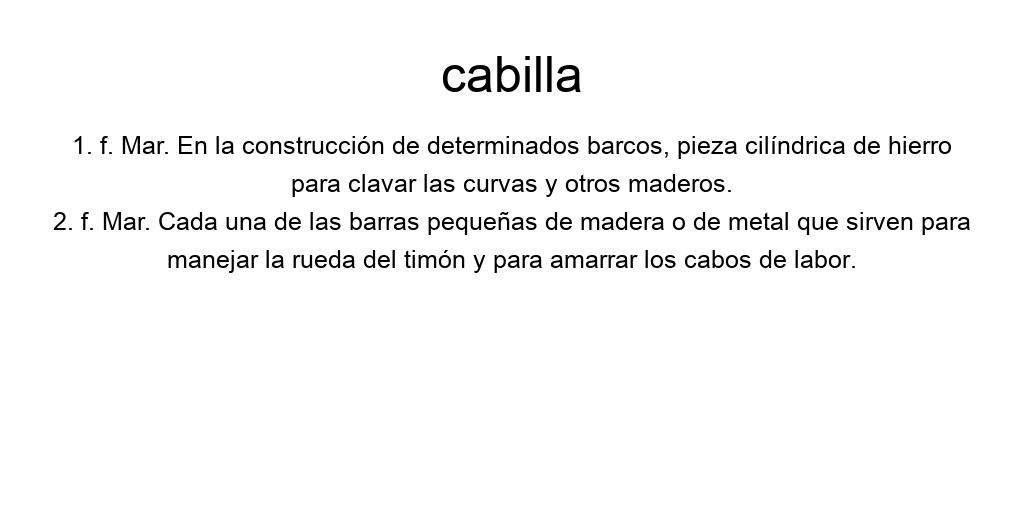 cabilla
1. f. Mar. En la construcción de determinados barcos, pieza cilíndrica de hierro
para clavar las curvas y otros maderos.
2. f. Mar. Cada una de las barras pequeñas de madera o de metal que sirven para
manejar la rueda del timón y para amarrar los cabos de labor.